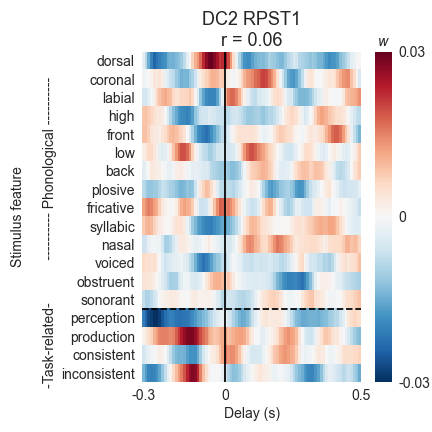 DC2 RPST1
r = 0.06
w
Stimulus feature
---------- Phonological ----------
-Task-related-
dorsal
coronal
labial
high
front
low
back
plosive
fricative
syllabic
nasal
voiced
obstruent
sonorant
perception
production
consistent
inconsistent
0.03
0
-0.03
-0.3 0 0.5
Delay (s)